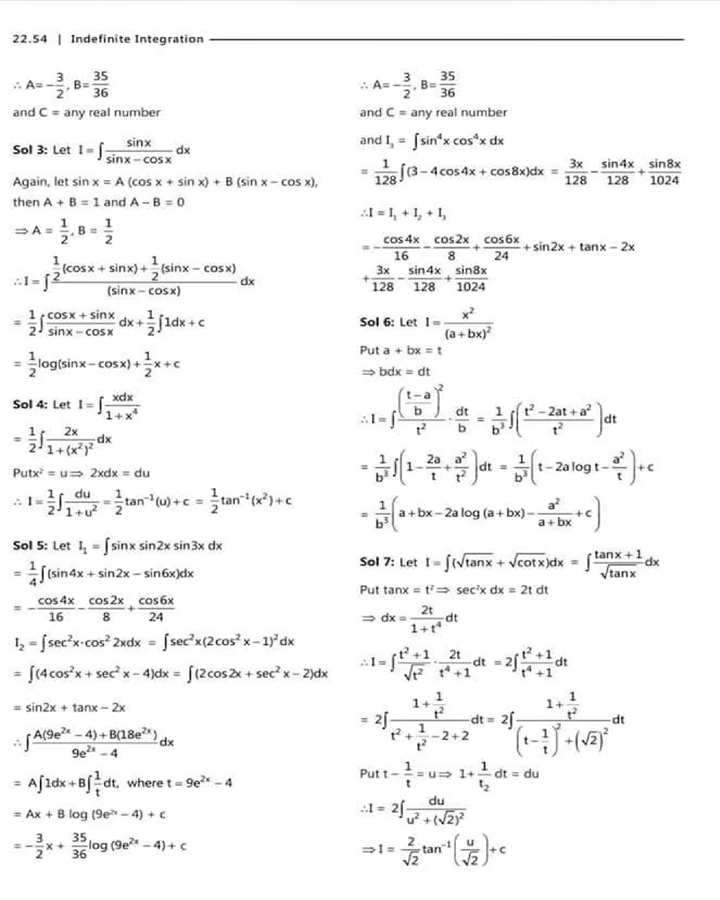 22.54 | Indefinite Integration
∴ A= −3/2, B= 35/36
and C = any real number
Sol 3: Let I = ∫ sinx/(sinx − cosx) dx
Again, let sin x = A (cos x + sin x) + B (sin x – cos x),
then A + B = 1 and A – B = 0
⇒ A = 1/2, B = 1/2
∴ I = ∫ (1/2(cosx + sinx) + 1/2(sinx − cosx))/(sinx − cosx) dx
= 1/2 ∫ (cosx + sinx)/(sinx − cosx) dx + 1/2 ∫1dx + c
= 1/2 log(sinx − cosx) + 1/2 x + c
Sol 4: Let I = ∫ xdx/(1 + x⁴)
= 1/2 ∫ 2x/(1 + (x²)²) dx
Putx² = u ⇒ 2xdx = du
∴ I = 1/2 ∫ du/(1 + u²) = 1/2 tan⁻¹(u) + c = 1/2 tan⁻¹(x²) + c
Sol 5: Let I₁ = ∫sinx sin2x sin3x dx
= 1/4 ∫(sin4x + sin2x − sin6x)dx
= − cos4x/16 − cos2x/8 + cos6x/24
I₂ = ∫sec²x·cos² 2xdx = ∫sec²x(2cos² x − 1)² dx
= ∫(4cos²x + sec² x − 4)dx = ∫(2cos2x + sec² x − 2)dx
= sin2x + tanx – 2x
∴ ∫ (A(9e²ˣ − 4) + B(18e²ˣ))/(9e²ˣ − 4) dx
= A∫1dx + B∫ 1/t dt, where t = 9e²ˣ – 4
= Ax + B log (9e²ˣ – 4) + c
= − 3/2 x + 35/36 log (9e²ˣ – 4) + c
∴ A= −3/2, B= 35/36
and C = any real number
and I₃ = ∫sin⁴x cos⁴x dx
= 1/128 ∫(3 − 4cos4x + cos8x)dx = 3x/128 − sin4x/128 + sin8x/1024
∴I = I₁ + I₂ + I₃
= − cos4x/16 − cos2x/8 + cos6x/24 + sin2x + tanx – 2x
+ 3x/128 − sin4x/128 + sin8x/1024
Sol 6: Let I = x²/(a + bx)²
Put a + bx = t
⇒ bdx = dt
∴ I = ∫ ((t − a)/b)²/t² · dt/b = 1/b³ ∫ ((t² − 2at + a²)/t²) dt
= 1/b³ ∫ (1 − 2a/t + a²/t²) dt = 1/b³ (t − 2a log t − a²/t) + c
= 1/b³ (a + bx − 2a log (a + bx) − a²/(a + bx) + c)
Sol 7: Let I = ∫(√tanx + √cotx)dx = ∫ (tanx + 1)/√tanx dx
Put tanx = t² ⇒ sec²x dx = 2t dt
⇒ dx = 2t/(1 + t⁴) dt
∴ I = ∫ (t² + 1)/√t² · 2t/(t⁴ + 1) dt = 2∫ (t² + 1)/(t⁴ + 1) dt
= 2∫ (1 + 1/t²)/(t² + 1/t² − 2 + 2) dt = 2∫ (1 + 1/t²)/((t − 1/t)² + (√2)²) dt
Put t − 1/t = u ⇒ 1 + 1/t₂ dt = du
∴I = 2∫ du/(u² + (√2)²)
⇒ I = 2/√2 tan⁻¹ (u/√2) + c